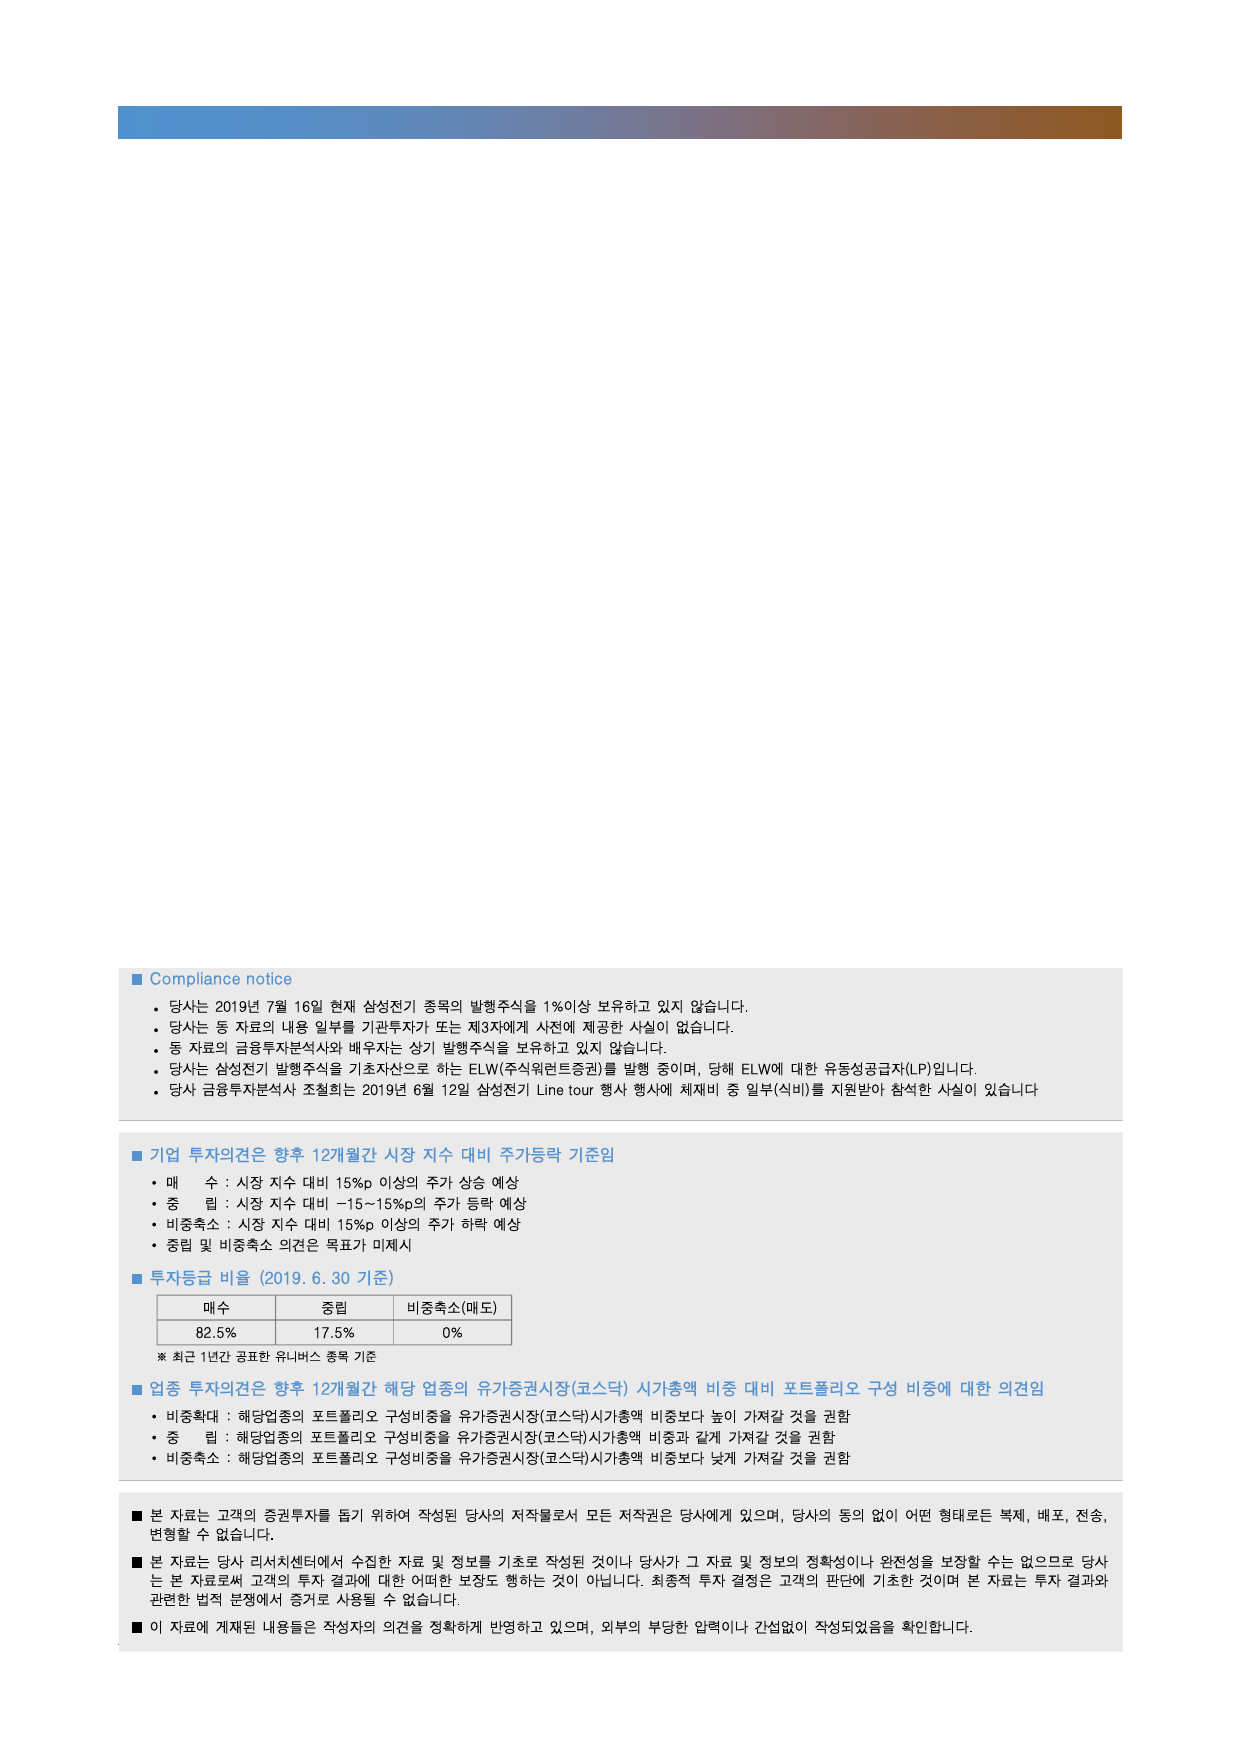 ■ Compliance notice
• 당사는 2019년 7월 16일 현재 삼성전기 종목의 발행주식을 1%이상 보유하고 있지 않습니다.
• 당사는 동 자료의 내용 일부를 기관투자가 또는 제3자에게 사전에 제공한 사실이 없습니다.
• 동 자료의 금융투자분석사와 배우자는 상기 발행주식을 보유하고 있지 않습니다.
• 당사는 삼성전기 발행주식을 기초자산으로 하는 ELW(주식워런트증권)를 발행 중이며, 당해 ELW에 대한 유동성공급자(LP)입니다.
• 당사 금융투자분석사 조철희는 2019년 6월 12일 삼성전기 Line tour 행사 행사에 체재비 중 일부(식비)를 지원받아 참석한 사실이 있습니다
■ 기업 투자의견은 향후 12개월간 시장 지수 대비 주가등락 기준임
• 매 수 : 시장 지수 대비 15%p 이상의 주가 상승 예상
• 중 립 : 시장 지수 대비 -15~15%p의 주가 등락 예상
• 비중축소 : 시장 지수 대비 15%p 이상의 주가 하락 예상
• 중립 및 비중축소 의견은 목표가 미제시
■ 투자등급 비율 (2019. 6. 30 기준)
매수 중립 비중축소(매도)
82.5% 17.5% 0%
※ 최근 1년간 공표한 유니버스 종목 기준
■ 업종 투자의견은 향후 12개월간 해당 업종의 유가증권시장(코스닥) 시가총액 비중 대비 포트폴리오 구성 비중에 대한 의견임
• 비중확대 : 해당업종의 포트폴리오 구성비중을 유가증권시장(코스닥)시가총액 비중보다 높이 가져갈 것을 권함
• 중 립 : 해당업종의 포트폴리오 구성비중을 유가증권시장(코스닥)시가총액 비중과 같게 가져갈 것을 권함
• 비중축소 : 해당업종의 포트폴리오 구성비중을 유가증권시장(코스닥)시가총액 비중보다 낮게 가져갈 것을 권함
■ 본 자료는 고객의 증권투자를 돕기 위하여 작성된 당사의 저작물로서 모든 저작권은 당사에게 있으며, 당사의 동의 없이 어떤 형태로든 복제, 배포, 전송,
변형할 수 없습니다.
■ 본 자료는 당사 리서치센터에서 수집한 자료 및 정보를 기초로 작성된 것이나 당사가 그 자료 및 정보의 정확성이나 완전성을 보장할 수는 없으므로 당사
는 본 자료로써 고객의 투자 결과에 대한 어떠한 보장도 행하는 것이 아닙니다. 최종적 투자 결정은 고객의 판단에 기초한 것이며 본 자료는 투자 결과와
관련한 법적 분쟁에서 증거로 사용될 수 없습니다.
■ 이 자료에 게재된 내용들은 작성자의 의견을 정확하게 반영하고 있으며, 외부의 부당한 압력이나 간섭없이 작성되었음을 확인합니다.